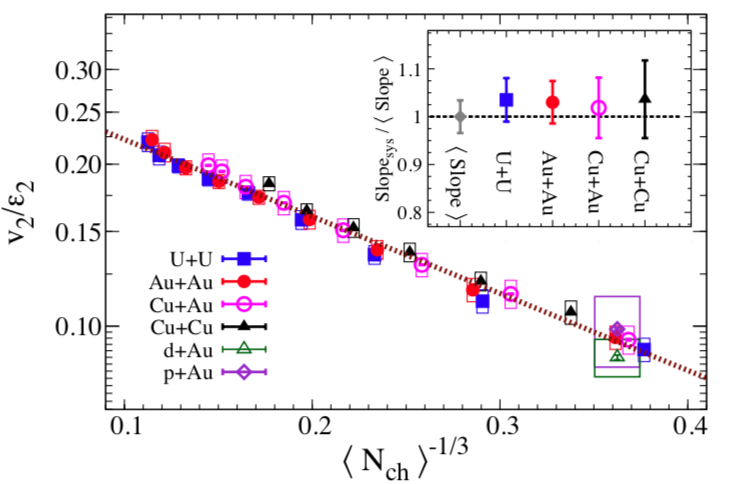 0.30
0.25
0.20
0.15
0.10
v2/ε2
U+U
Au+Au
Cu+Au
Cu+Cu
d+Au
p+Au
0.1 0.2 0.3 0.4
⟨ Nch ⟩-1/3
1.1
1
0.9
0.8
Slopesys / ⟨ Slope ⟩
⟨ Slope ⟩
U+U
Au+Au
Cu+Au
Cu+Cu